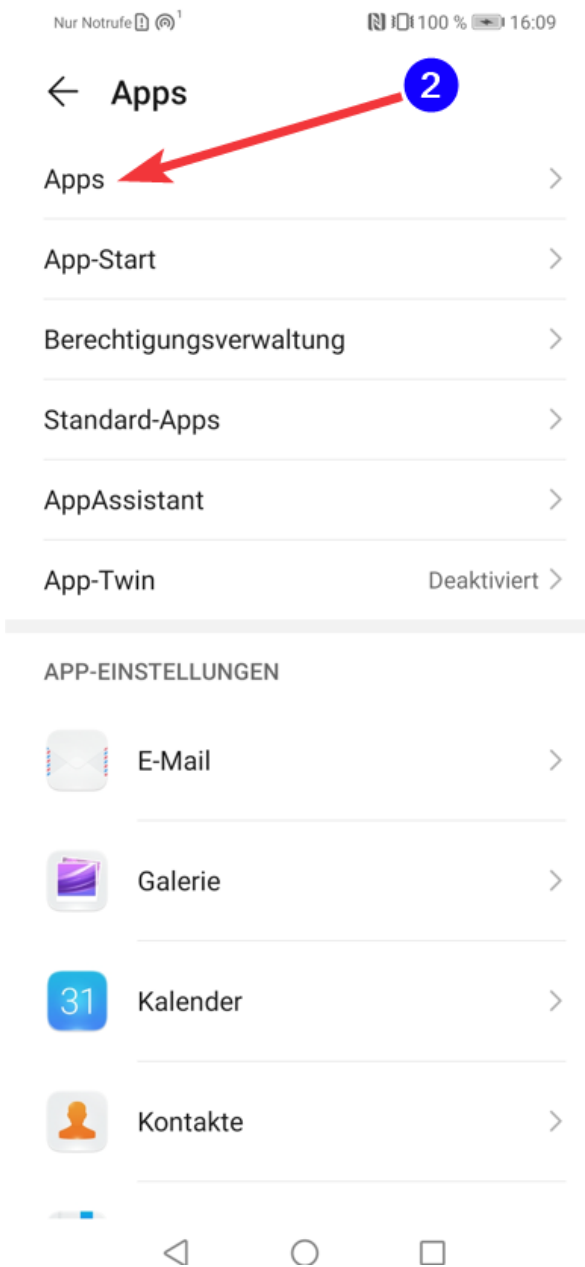 Nur Notrufe 1 100 % 16:09
Apps
2
Apps
App-Start
Berechtigungsverwaltung
Standard-Apps
AppAssistant
App-Twin Deaktiviert
APP-EINSTELLUNGEN
E-Mail
Galerie
31 Kalender
Kontakte